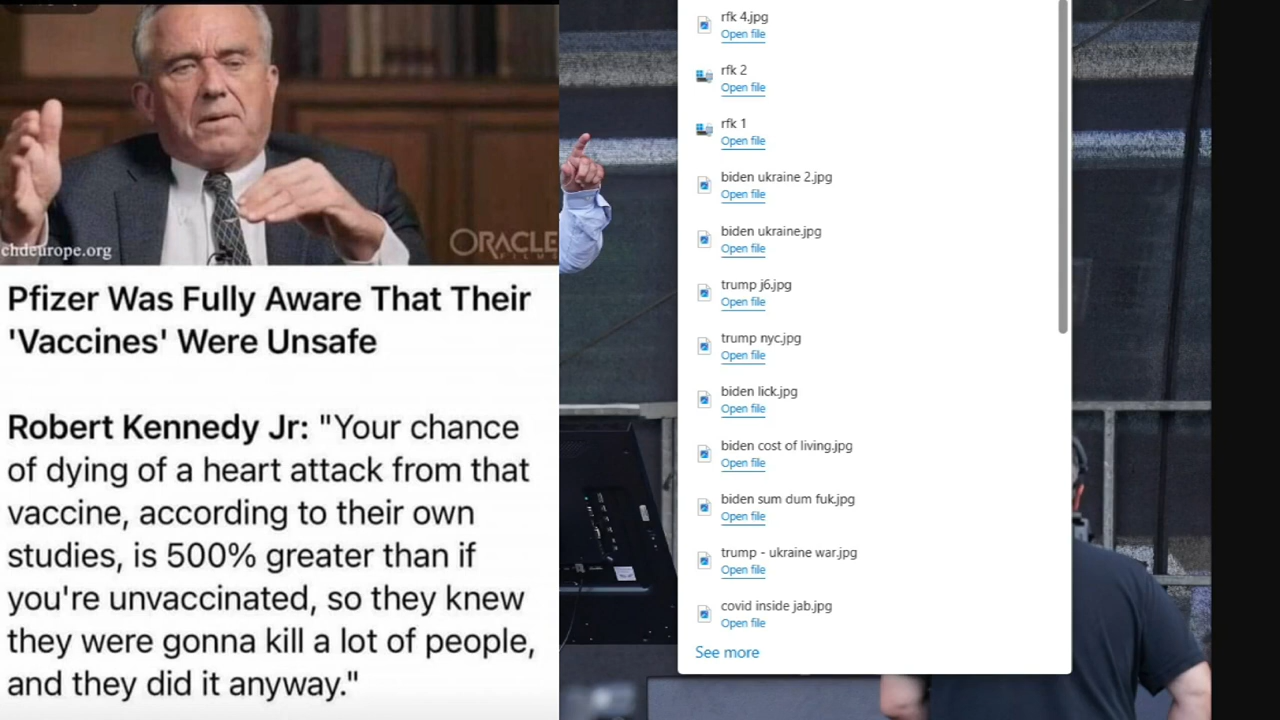 chdeurope.org
ORACLE
FILMS
Pfizer Was Fully Aware That Their
'Vaccines' Were Unsafe
Robert Kennedy Jr: "Your chance
of dying of a heart attack from that
vaccine, according to their own
studies, is 500% greater than if
you're unvaccinated, so they knew
they were gonna kill a lot of people,
and they did it anyway."
rfk 4.jpg
Open file
rfk 2
Open file
rfk 1
Open file
biden ukraine 2.jpg
Open file
biden ukraine.jpg
Open file
trump j6.jpg
Open file
trump nyc.jpg
Open file
biden lick.jpg
Open file
biden cost of living.jpg
Open file
biden sum dum fuk.jpg
Open file
trump - ukraine war.jpg
Open file
covid inside jab.jpg
Open file
See more